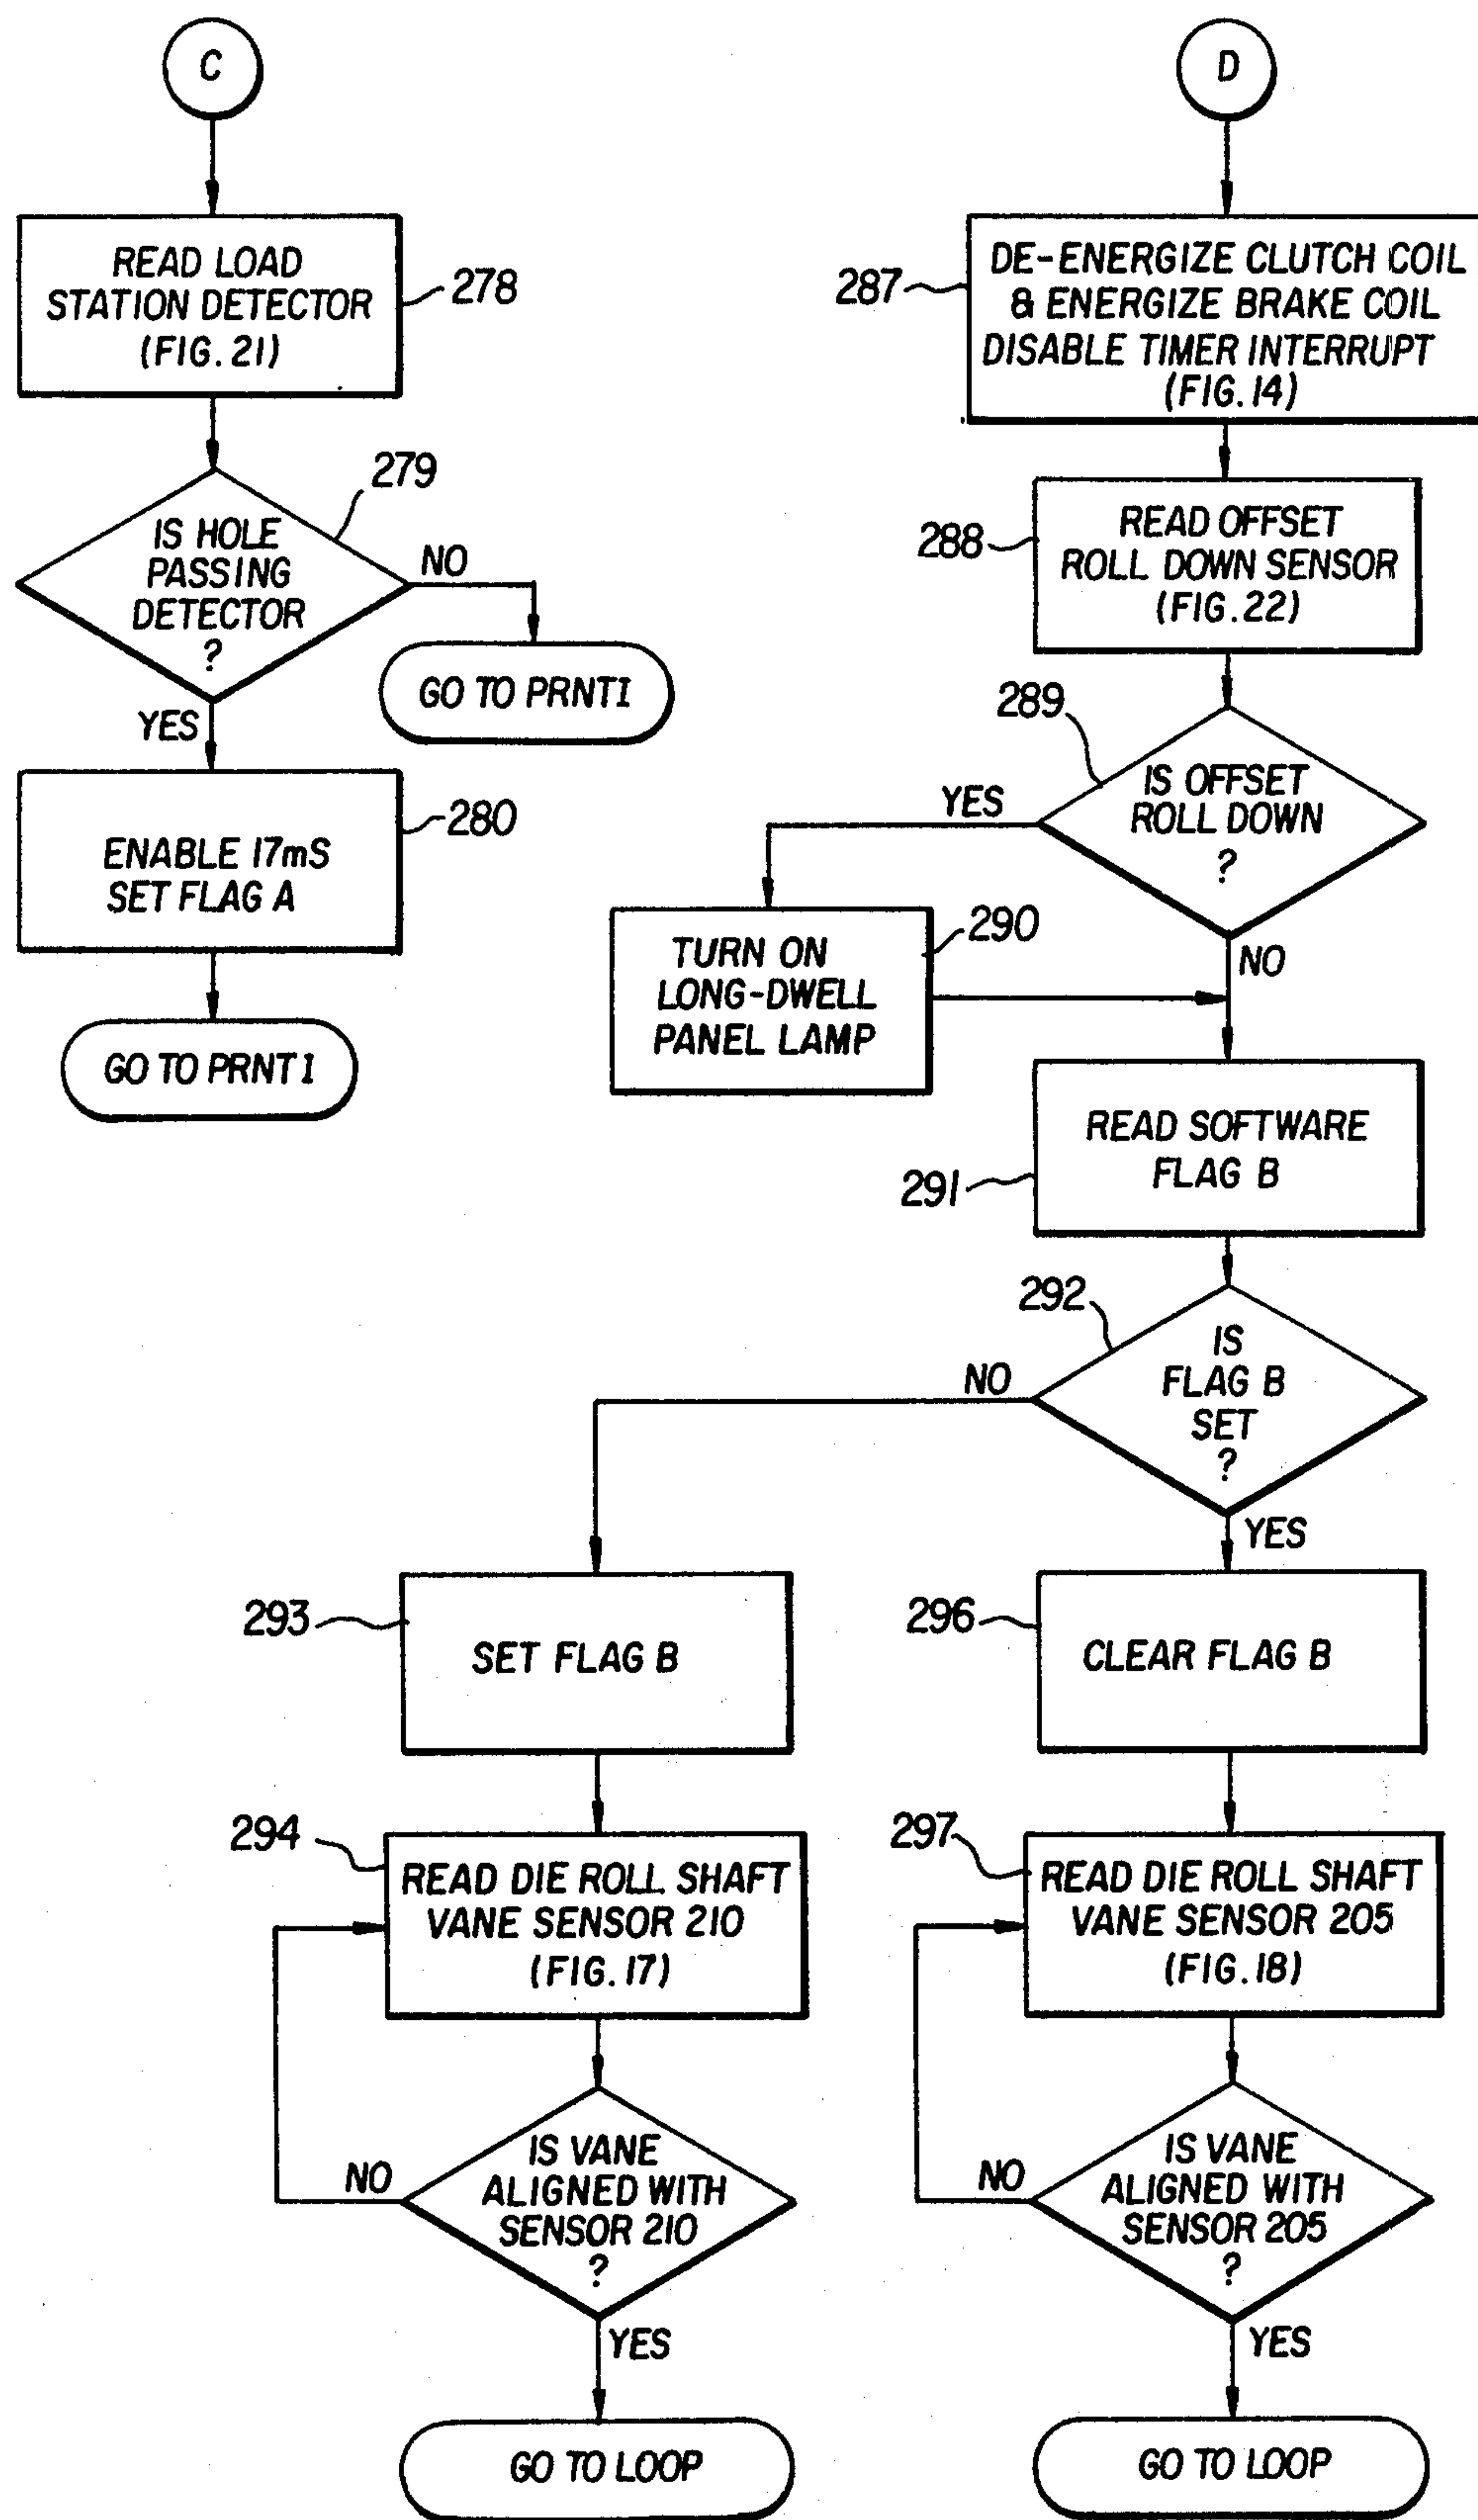 C
READ LOAD
STATION DETECTOR
(FIG. 21)
278
IS HOLE
PASSING
DETECTOR
?
279
NO
GO TO PRNT1
YES
ENABLE 17mS
SET FLAG A
280
GO TO PRNT1
D
DE-ENERGIZE CLUTCH COIL
& ENERGIZE BRAKE COIL
DISABLE TIMER INTERRUPT
(FIG. 14)
287
READ OFFSET
ROLL DOWN SENSOR
(FIG. 22)
288
289
IS OFFSET
ROLL DOWN
?
YES
NO
TURN ON
LONG-DWELL
PANEL LAMP
290
READ SOFTWARE
FLAG B
291
292
IS
FLAG B
SET
?
NO
YES
293
SET FLAG B
294
READ DIE ROLL SHAFT
VANE SENSOR 210
(FIG. 17)
IS VANE
ALIGNED WITH
SENSOR 210
?
NO
YES
GO TO LOOP
296
CLEAR FLAG B
297
READ DIE ROLL SHAFT
VANE SENSOR 205
(FIG. 18)
IS VANE
ALIGNED WITH
SENSOR 205
?
NO
YES
GO TO LOOP